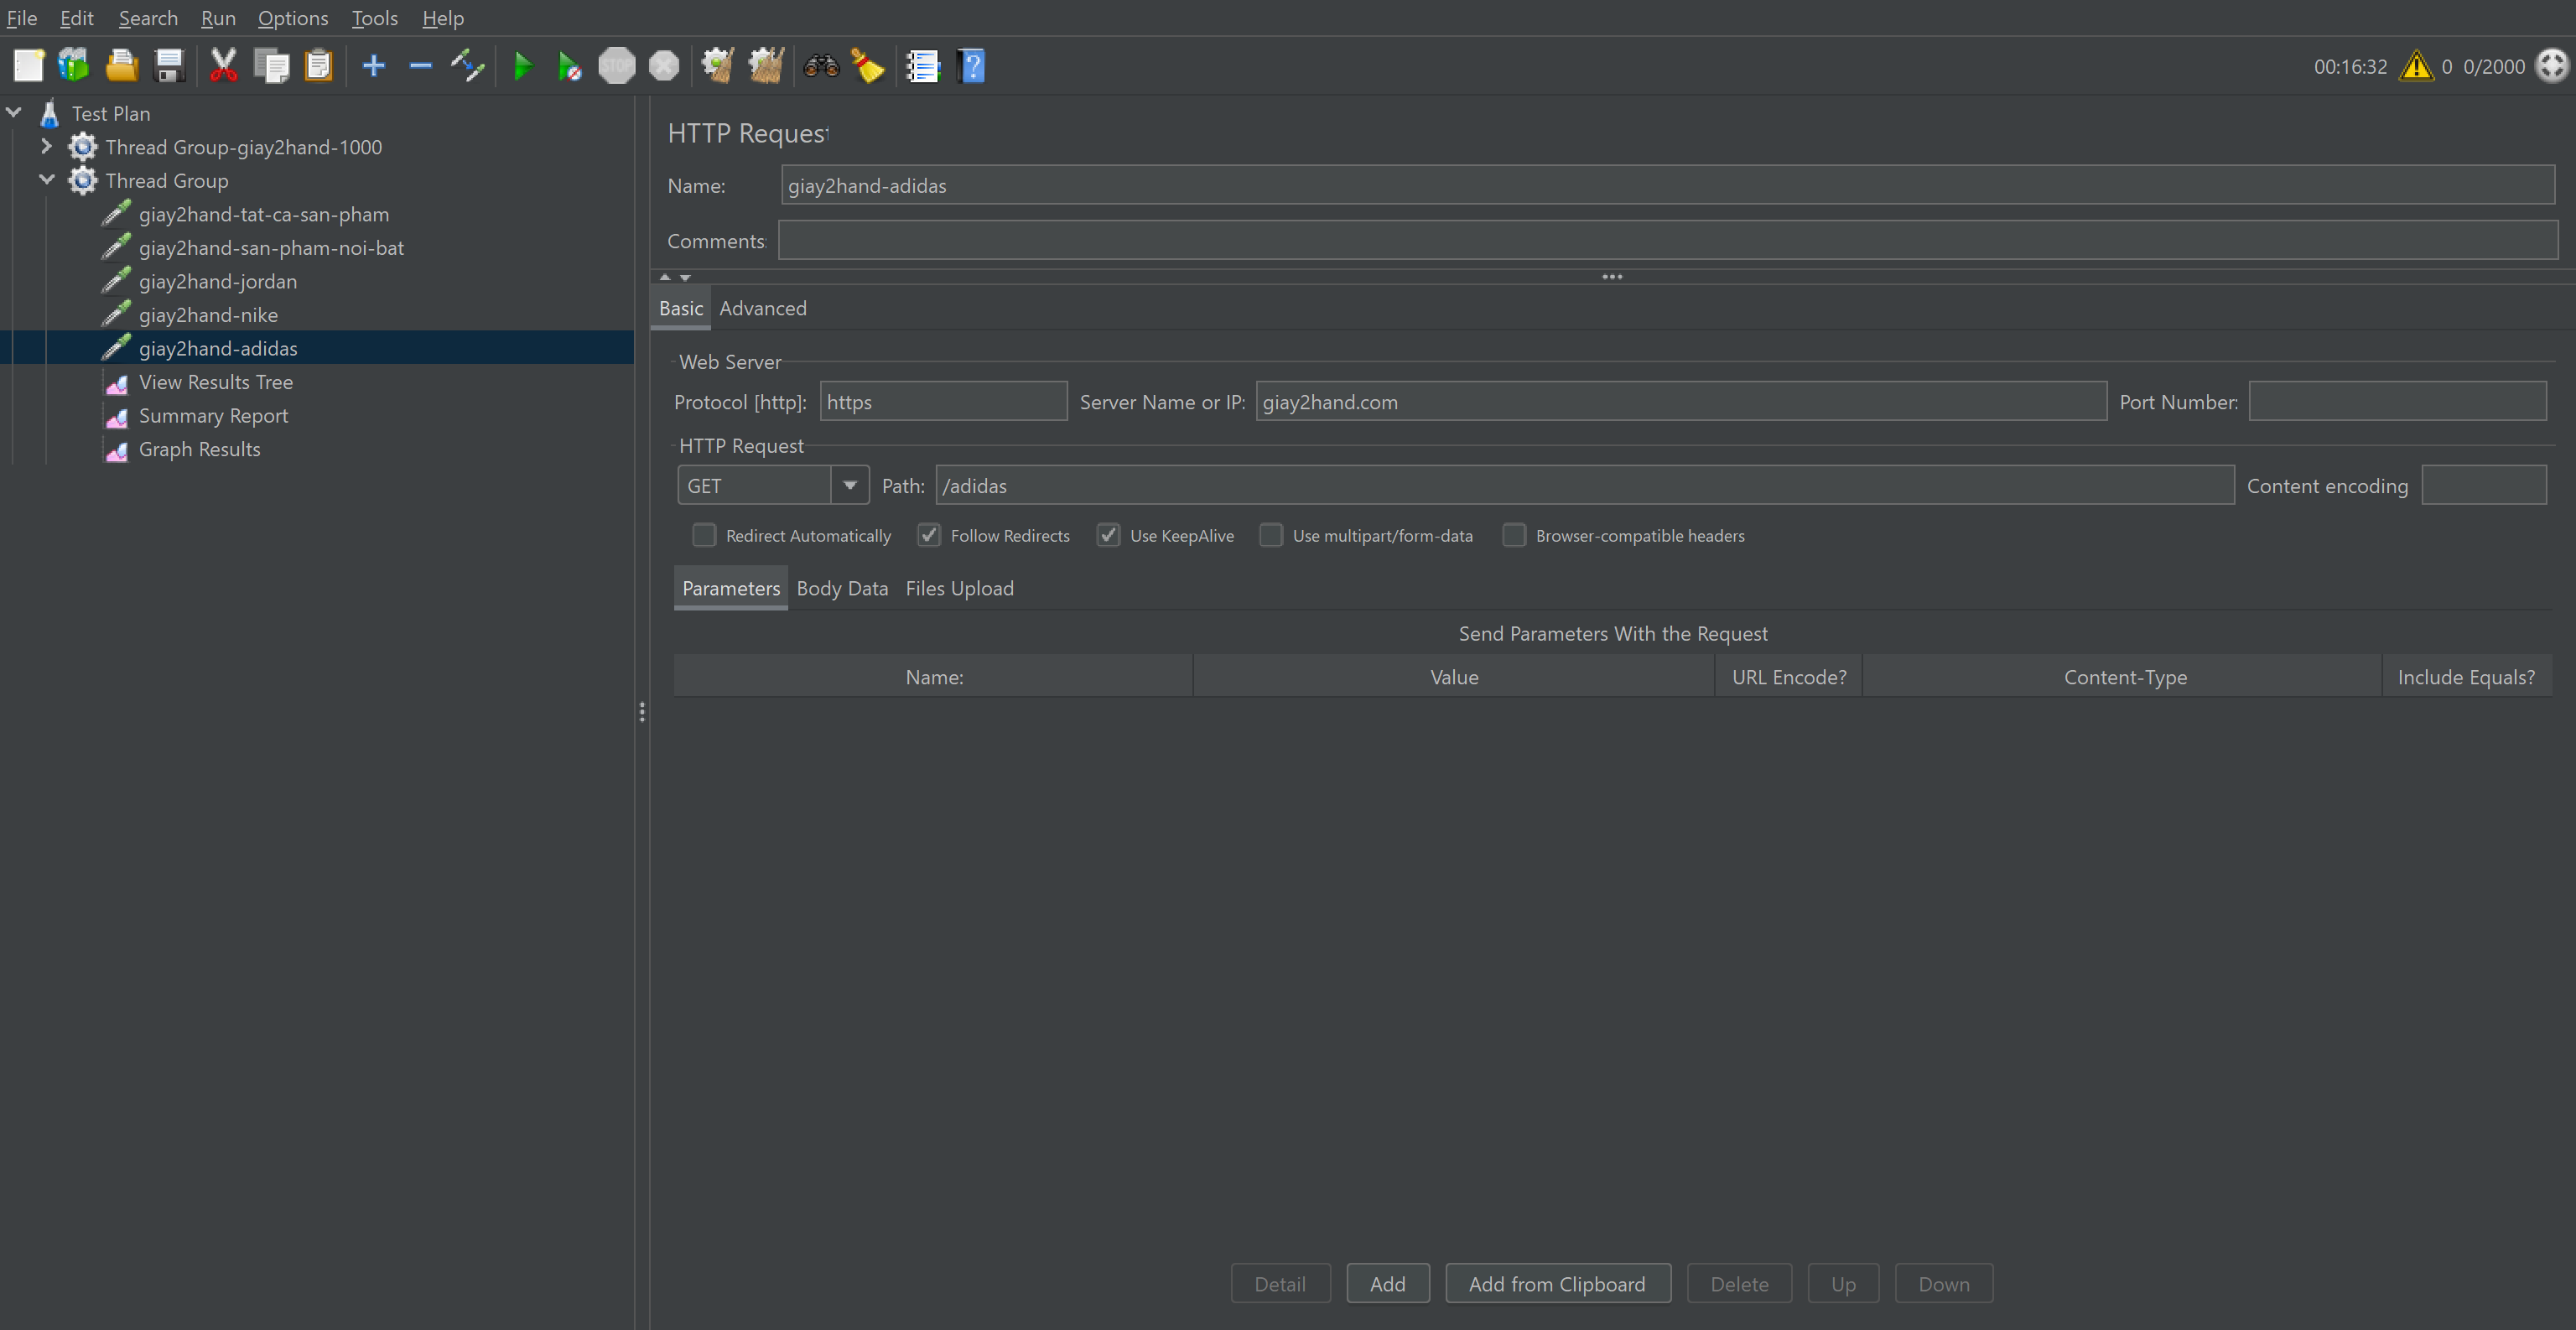 File Edit Search Run Options Tools Help
STOP
00:16:32 0 0/2000
Test Plan
Thread Group-giay2hand-1000
Thread Group
giay2hand-tat-ca-san-pham
giay2hand-san-pham-noi-bat
giay2hand-jordan
giay2hand-nike
giay2hand-adidas
View Results Tree
Summary Report
Graph Results
HTTP Request
Name: giay2hand-adidas
Comments:
Basic Advanced
Web Server
Protocol [http]: https Server Name or IP: giay2hand.com Port Number:
HTTP Request
GET Path: /adidas Content encoding
Redirect Automatically Follow Redirects Use KeepAlive Use multipart/form-data Browser-compatible headers
Parameters Body Data Files Upload
Send Parameters With the Request
Name: Value URL Encode? Content-Type Include Equals?
Detail Add Add from Clipboard Delete Up Down